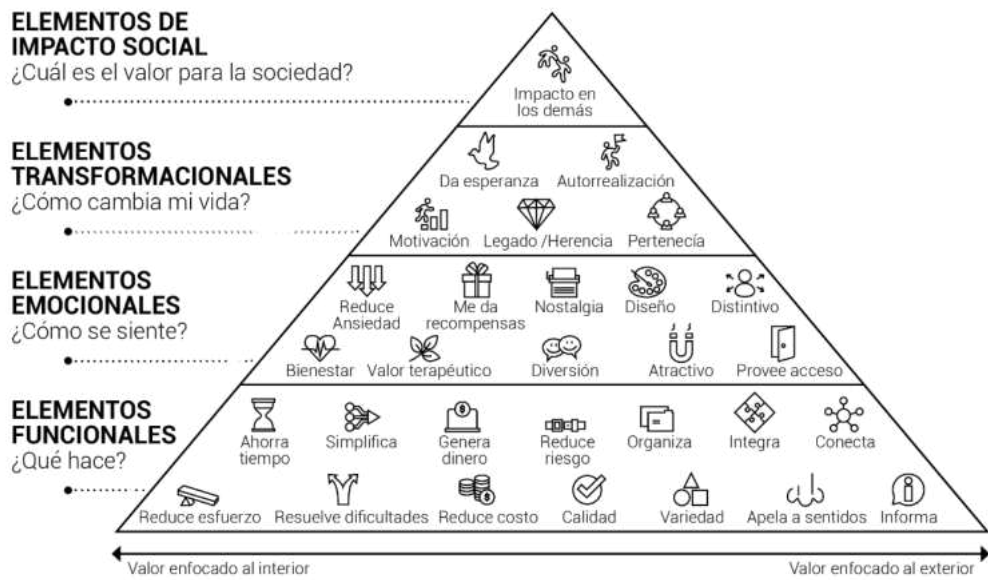 ELEMENTOS DE
IMPACTO SOCIAL
¿Cuál es el valor para la sociedad?
Impacto en
los demás
ELEMENTOS
TRANSFORMACIONALES
¿Cómo cambia mi vida?
Da esperanza Autorrealización
Motivación Legado /Herencia Pertenecía
ELEMENTOS
EMOCIONALES
¿Cómo se siente?
Reduce
Ansiedad
Me da
recompensas
Nostalgia
Diseño
Distintivo
Bienestar Valor terapéutico Diversión Atractivo Provee acceso
ELEMENTOS
FUNCIONALES
¿Qué hace?
Ahorra
tiempo
Simplifica
Genera
dinero
Reduce
riesgo
Organiza
Integra
Conecta
Reduce esfuerzo Resuelve dificultades Reduce costo Calidad Variedad Apela a sentidos Informa
Valor enfocado al interior Valor enfocado al exterior